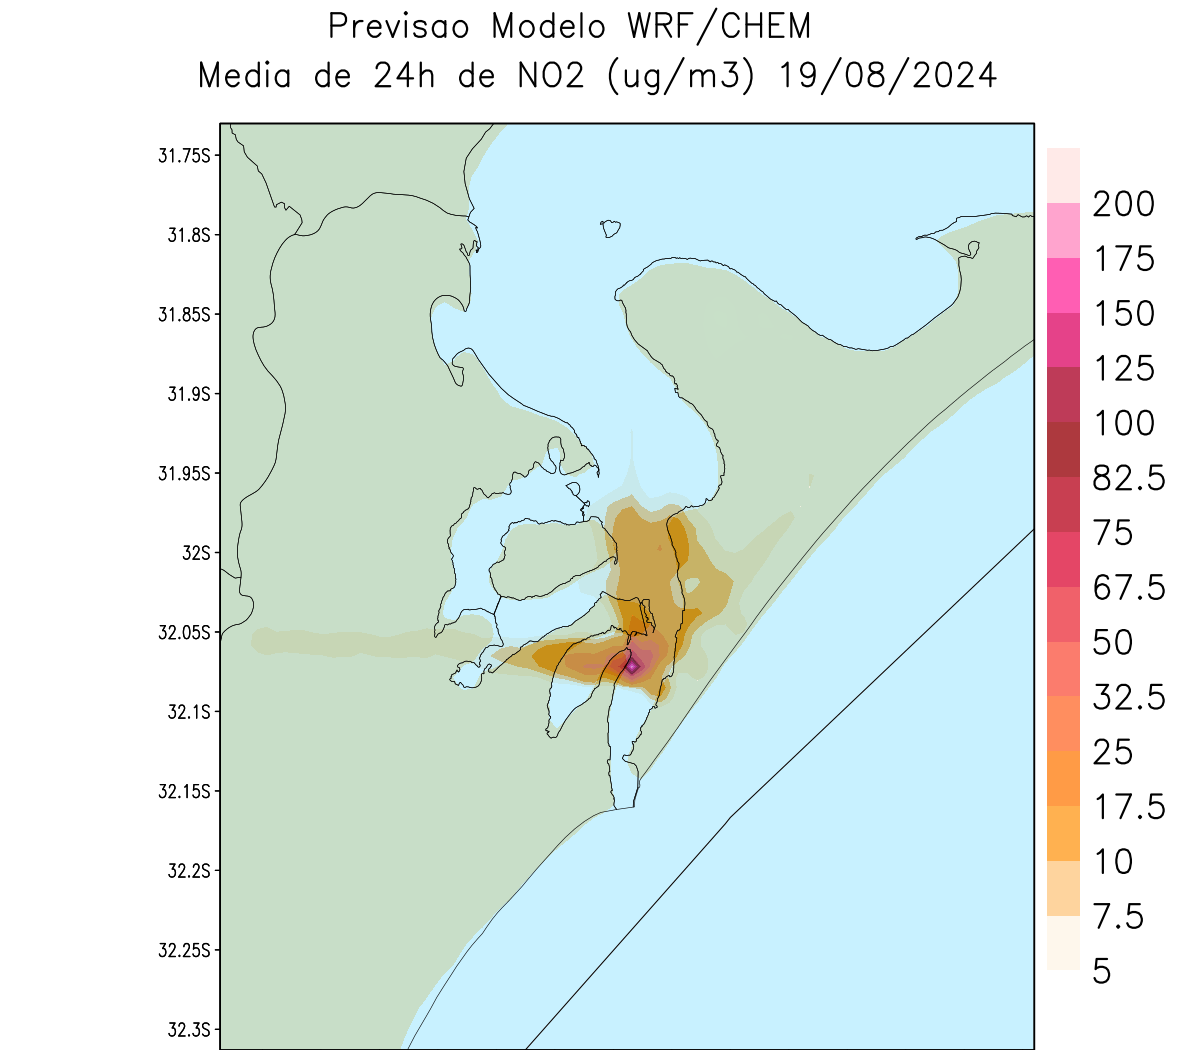 Previsao Modelo WRF/CHEM
Media de 24h de NO2 (ug/m3) 19/08/2024
31.75S
31.8S
31.85S
31.9S
31.95S
32S
32.05S
32.1S
32.15S
32.2S
32.25S
32.3S
200
175
150
125
100
82.5
75
67.5
50
32.5
25
17.5
10
7.5
5